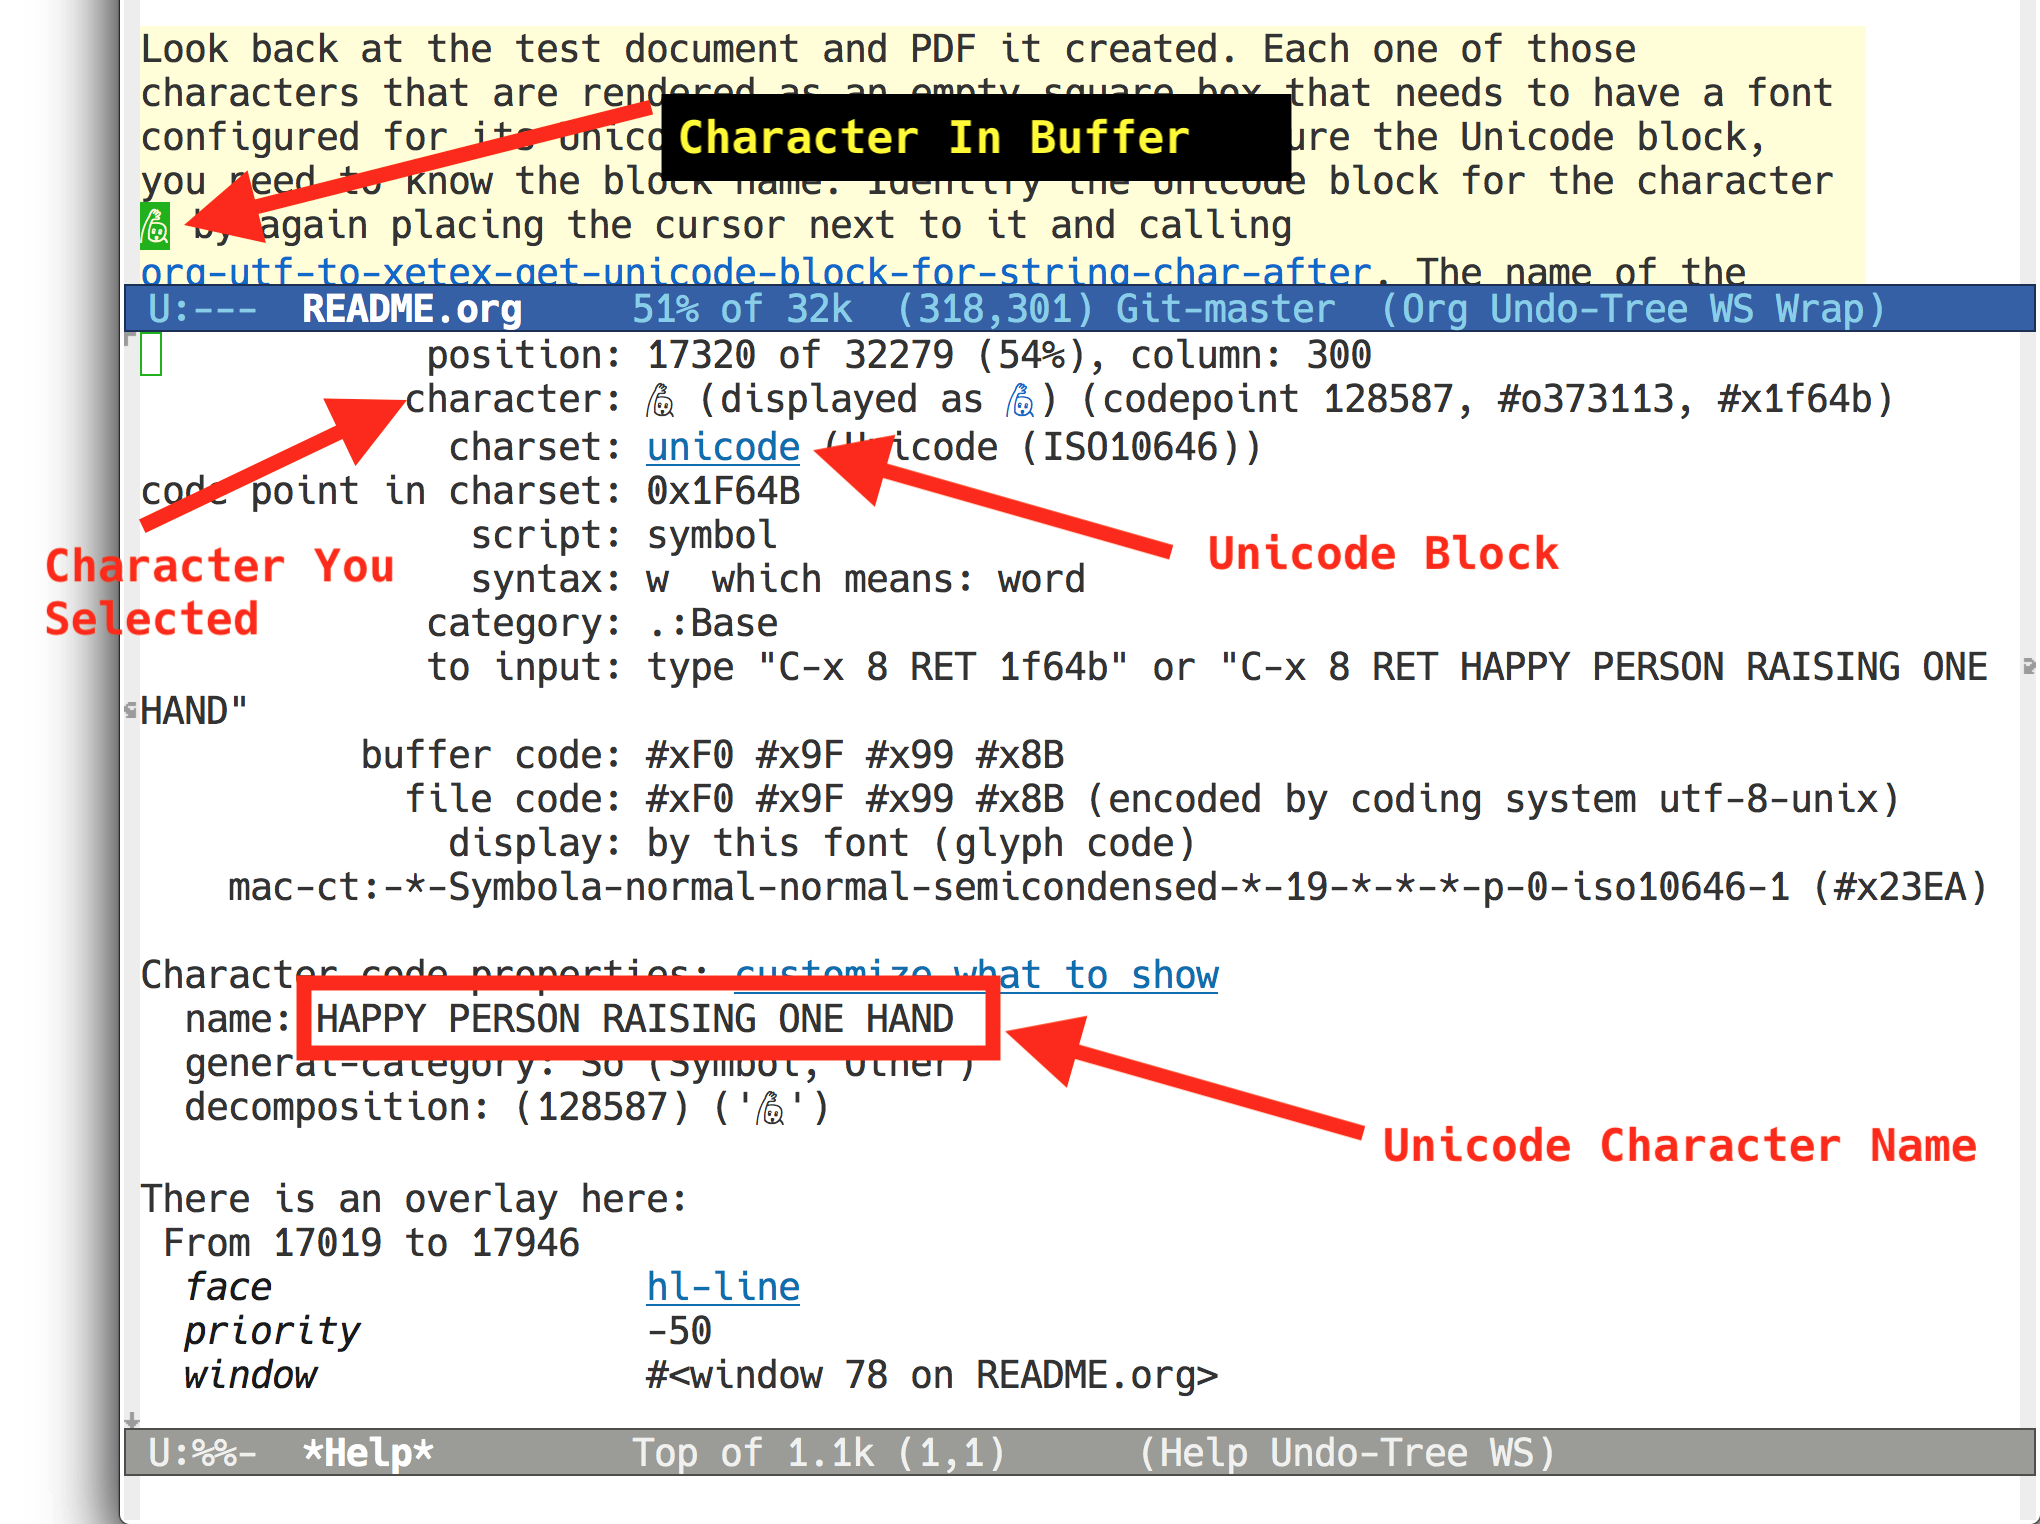 Look back at the test document and PDF it created. Each one of those
characters that are rendered as an empty square box that needs to have a font
configured for its Unico ure the Unicode block,
Character In Buffer
you need to know the block name. Identify the Unicode block for the character
🙋 by again placing the cursor next to it and calling
org-utf-to-xetex-get-unicode-block-for-string-char-after. The name of the
U:--- README.org 51% of 32k (318,301) Git-master (Org Undo-Tree WS Wrap)
position: 17320 of 32279 (54%), column: 300
character: 🙋 (displayed as 🙋) (codepoint 128587, #o373113, #x1f64b)
charset: unicode (Unicode (ISO10646))
code point in charset: 0x1F64B
script: symbol
Unicode Block
Character You
Selected
syntax: w which means: word
category: .:Base
to input: type "C-x 8 RET 1f64b" or "C-x 8 RET HAPPY PERSON RAISING ONE
HAND"
buffer code: #xF0 #x9F #x99 #x8B
file code: #xF0 #x9F #x99 #x8B (encoded by coding system utf-8-unix)
display: by this font (glyph code)
mac-ct:-*-Symbola-normal-normal-semicondensed-*-19-*-*-*-p-0-iso10646-1 (#x23EA)
Character code properties: customize what to show
name: HAPPY PERSON RAISING ONE HAND
general-category: So (Symbol, Other)
decomposition: (128587) ('🙋')
Unicode Character Name
There is an overlay here:
From 17019 to 17946
face hl-line
priority -50
window #<window 78 on README.org>
U:%%- *Help* Top of 1.1k (1,1) (Help Undo-Tree WS)